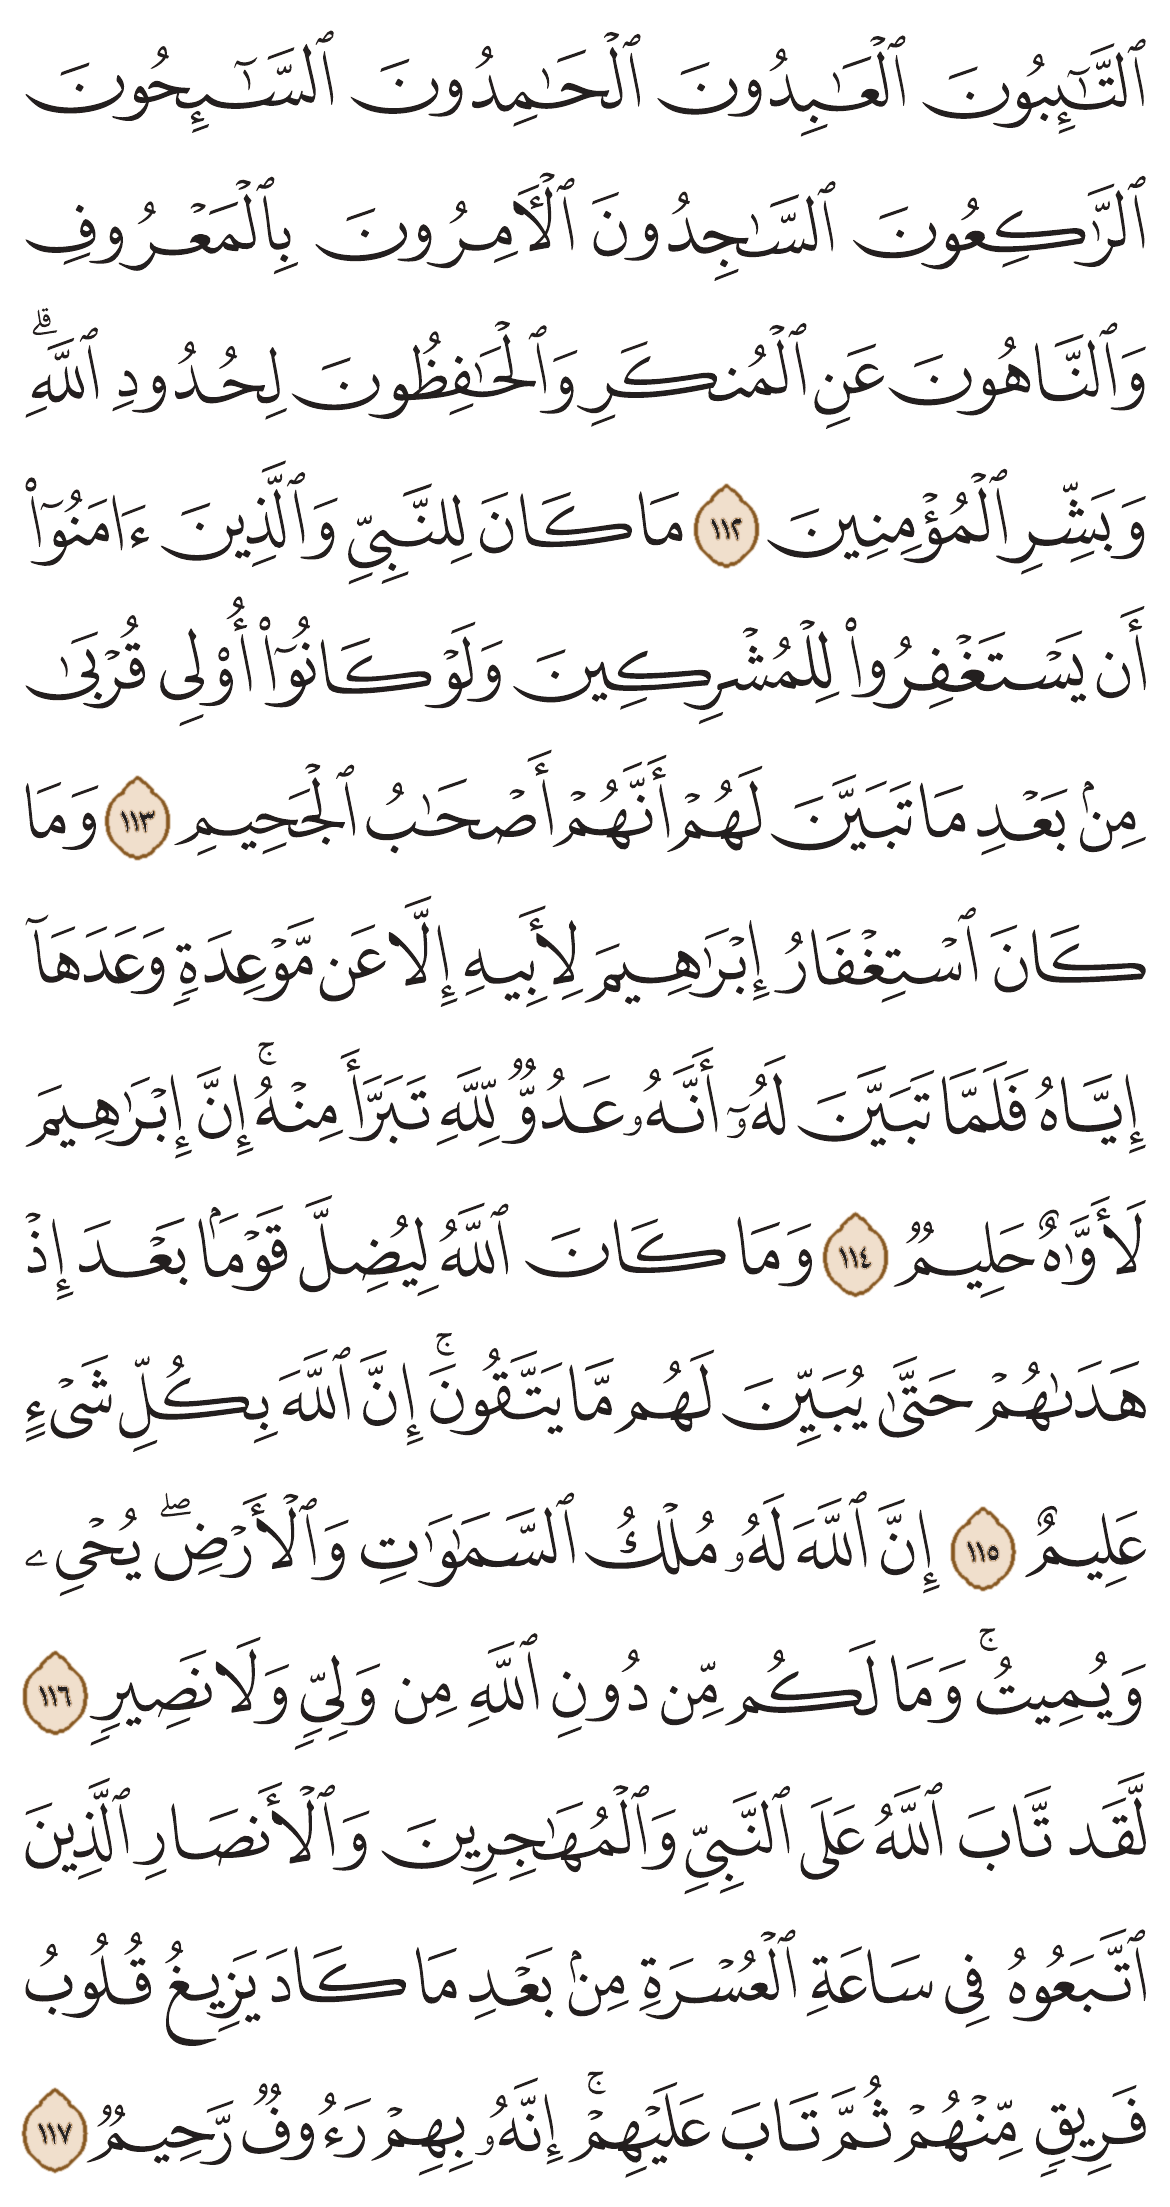 ٱلتَّـٰٓئِبُونَ ٱلْعَـٰبِدُونَ ٱلْحَـٰمِدُونَ ٱلسَّـٰٓئِحُونَ
ٱلرَّٰكِعُونَ ٱلسَّـٰجِدُونَ ٱلْـَٔامِرُونَ بِٱلْمَعْرُوفِ
وَٱلنَّاهُونَ عَنِ ٱلْمُنكَرِ وَٱلْحَـٰفِظُونَ لِحُدُودِ ٱللَّهِ ۗ
وَبَشِّرِ ٱلْمُؤْمِنِينَ ١١٢ مَا كَانَ لِلنَّبِىِّ وَٱلَّذِينَ ءَامَنُوٓا۟
أَن يَسْتَغْفِرُوا۟ لِلْمُشْرِكِينَ وَلَوْ كَانُوٓا۟ أُو۟لِى قُرْبَىٰ
مِنۢ بَعْدِ مَا تَبَيَّنَ لَهُمْ أَنَّهُمْ أَصْحَـٰبُ ٱلْجَحِيمِ ١١٣ وَمَا
كَانَ ٱسْتِغْفَارُ إِبْرَٰهِيمَ لِأَبِيهِ إِلَّا عَن مَّوْعِدَةٍ وَعَدَهَآ
إِيَّاهُ فَلَمَّا تَبَيَّنَ لَهُۥٓ أَنَّهُۥ عَدُوٌّ لِّلَّهِ تَبَرَّأَ مِنْهُ ۚ إِنَّ إِبْرَٰهِيمَ
لَأَوَّٰهٌ حَلِيمٌ ١١٤ وَمَا كَانَ ٱللَّهُ لِيُضِلَّ قَوْمًۢا بَعْدَ إِذْ
هَدَىٰهُمْ حَتَّىٰ يُبَيِّنَ لَهُم مَّا يَتَّقُونَ ۚ إِنَّ ٱللَّهَ بِكُلِّ شَىْءٍ
عَلِيمٌ ١١٥ إِنَّ ٱللَّهَ لَهُۥ مُلْكُ ٱلسَّمَـٰوَٰتِ وَٱلْأَرْضِ ۖ يُحْىِۦ
وَيُمِيتُ ۚ وَمَا لَكُم مِّن دُونِ ٱللَّهِ مِن وَلِىٍّ وَلَا نَصِيرٍ ١١٦
لَّقَد تَّابَ ٱللَّهُ عَلَى ٱلنَّبِىِّ وَٱلْمُهَـٰجِرِينَ وَٱلْأَنصَارِ ٱلَّذِينَ
ٱتَّبَعُوهُ فِى سَاعَةِ ٱلْعُسْرَةِ مِنۢ بَعْدِ مَا كَادَ يَزِيغُ قُلُوبُ
فَرِيقٍ مِّنْهُمْ ثُمَّ تَابَ عَلَيْهِمْ ۚ إِنَّهُۥ بِهِمْ رَءُوفٌ رَّحِيمٌ ١١٧